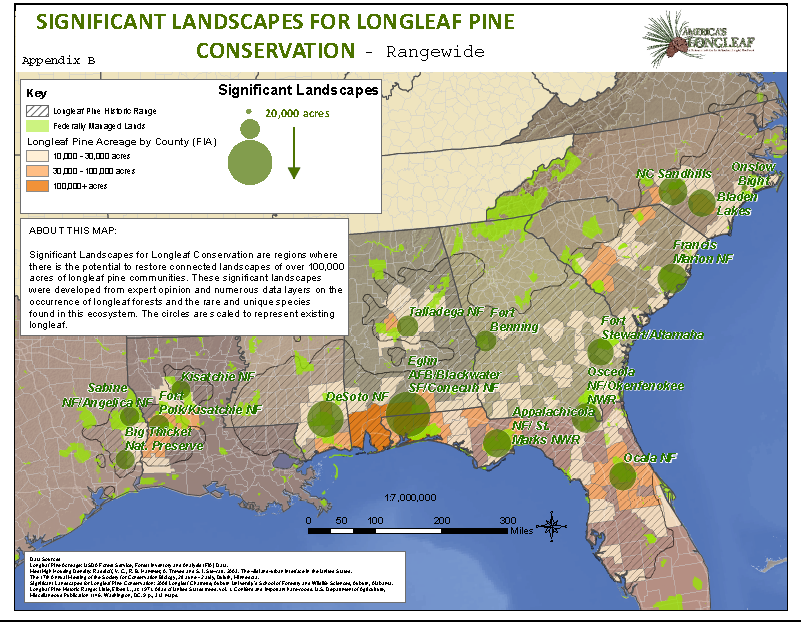 SIGNIFICANT LANDSCAPES FOR LONGLEAF PINE
CONSERVATION - Rangewide
Appendix B
AMERICA'S
LONGLEAF
Key
Longleaf Pine Historic Range
Federally Managed Lands
Longleaf Pine Acreage by County (FIA)
10,000 - 30,000 acres
30,000 - 100,000 acres
100,000+ acres
Significant Landscapes
20,000 acres
ABOUT THIS MAP:
Significant Landscapes for Longleaf Conservation are regions where
there is the potential to restore connected landscapes of over 100,000
acres of longleaf pine communities. These significant landscapes
were developed from expert opinion and numerous data layers on the
occurrence of longleaf forests and the rare and unique species
found in this ecosystem. The circles are scaled to represent existing
longleaf.
NC Sandhills
Onslow
Bight
Bladen
Lakes
Francis
Marion NF
Talladega NF
Fort
Benning
Fort
Stewart/Altamaha
Eglin
AFB/Blackwater
SF/Conecuh NF
Osceola
NF/Okenfenokee
NWR
Kisatchie NF
Sabine
NF/Angelica NF
Fort
Polk/Kisatchie NF
DeSoto NF
Appalachicola
NF/ St.
Marks NWR
Big Thicket
Nat. Preserve
Ocala NF
1:7,000,000
0 50 100 200 300
Miles
Data Sources